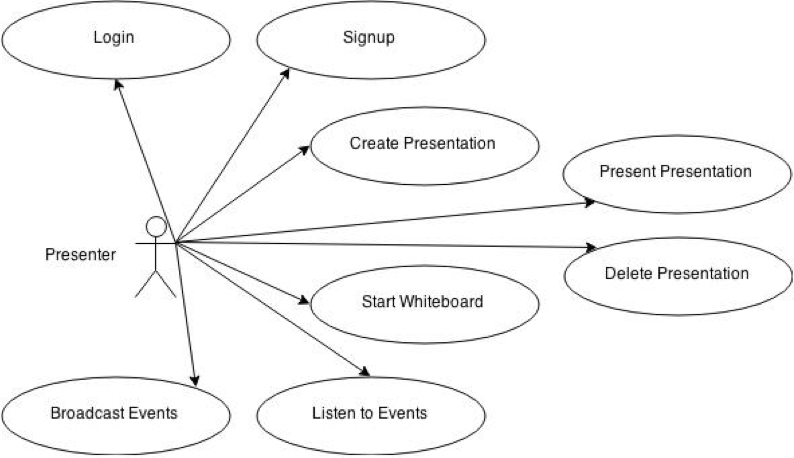 Login
Signup
Create Presentation
Present Presentation
Presenter
Delete Presentation
Start Whiteboard
Broadcast Events
Listen to Events